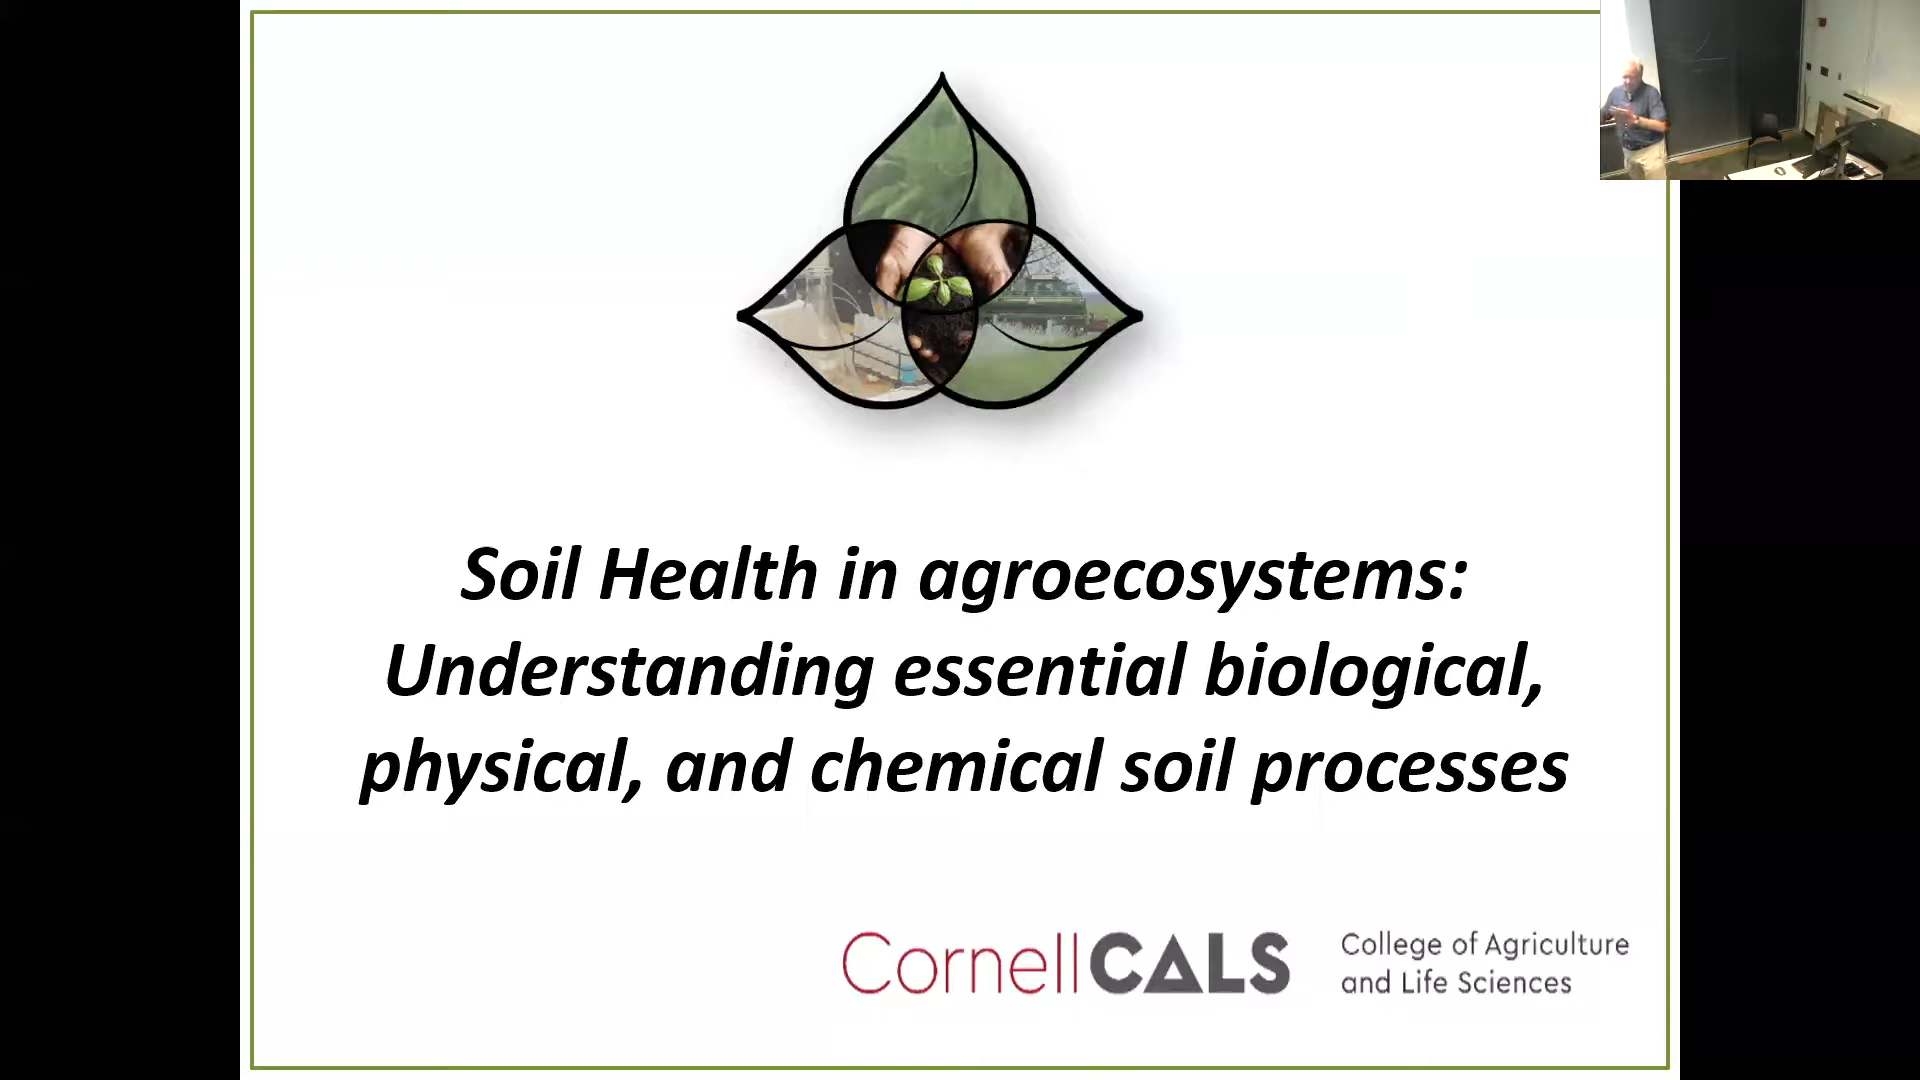 Soil Health in agroecosystems:
Understanding essential biological,
physical, and chemical soil processes
CornellCALS
College of Agriculture
and Life Sciences